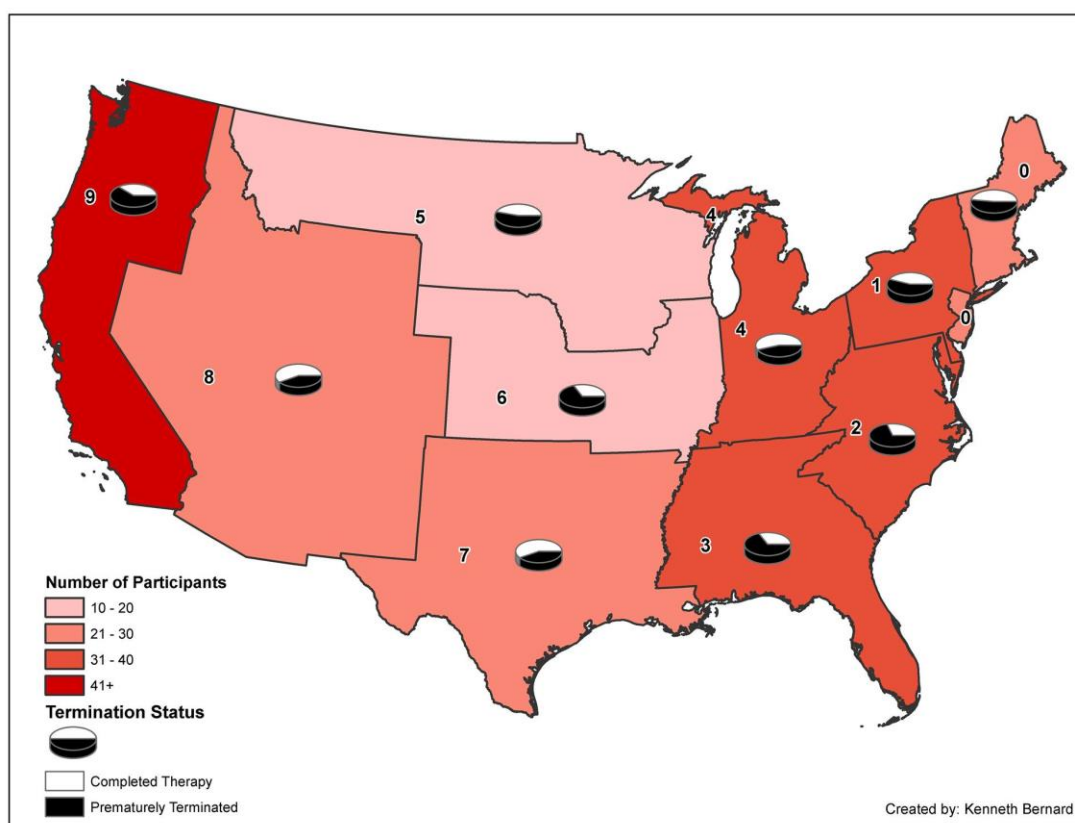 0
9
5
4
1
0
4
8
6
2
7
3
Number of Participants
10 - 20
21 - 30
31 - 40
41+
Termination Status
Completed Therapy
Prematurely Terminated
Created by: Kenneth Bernard